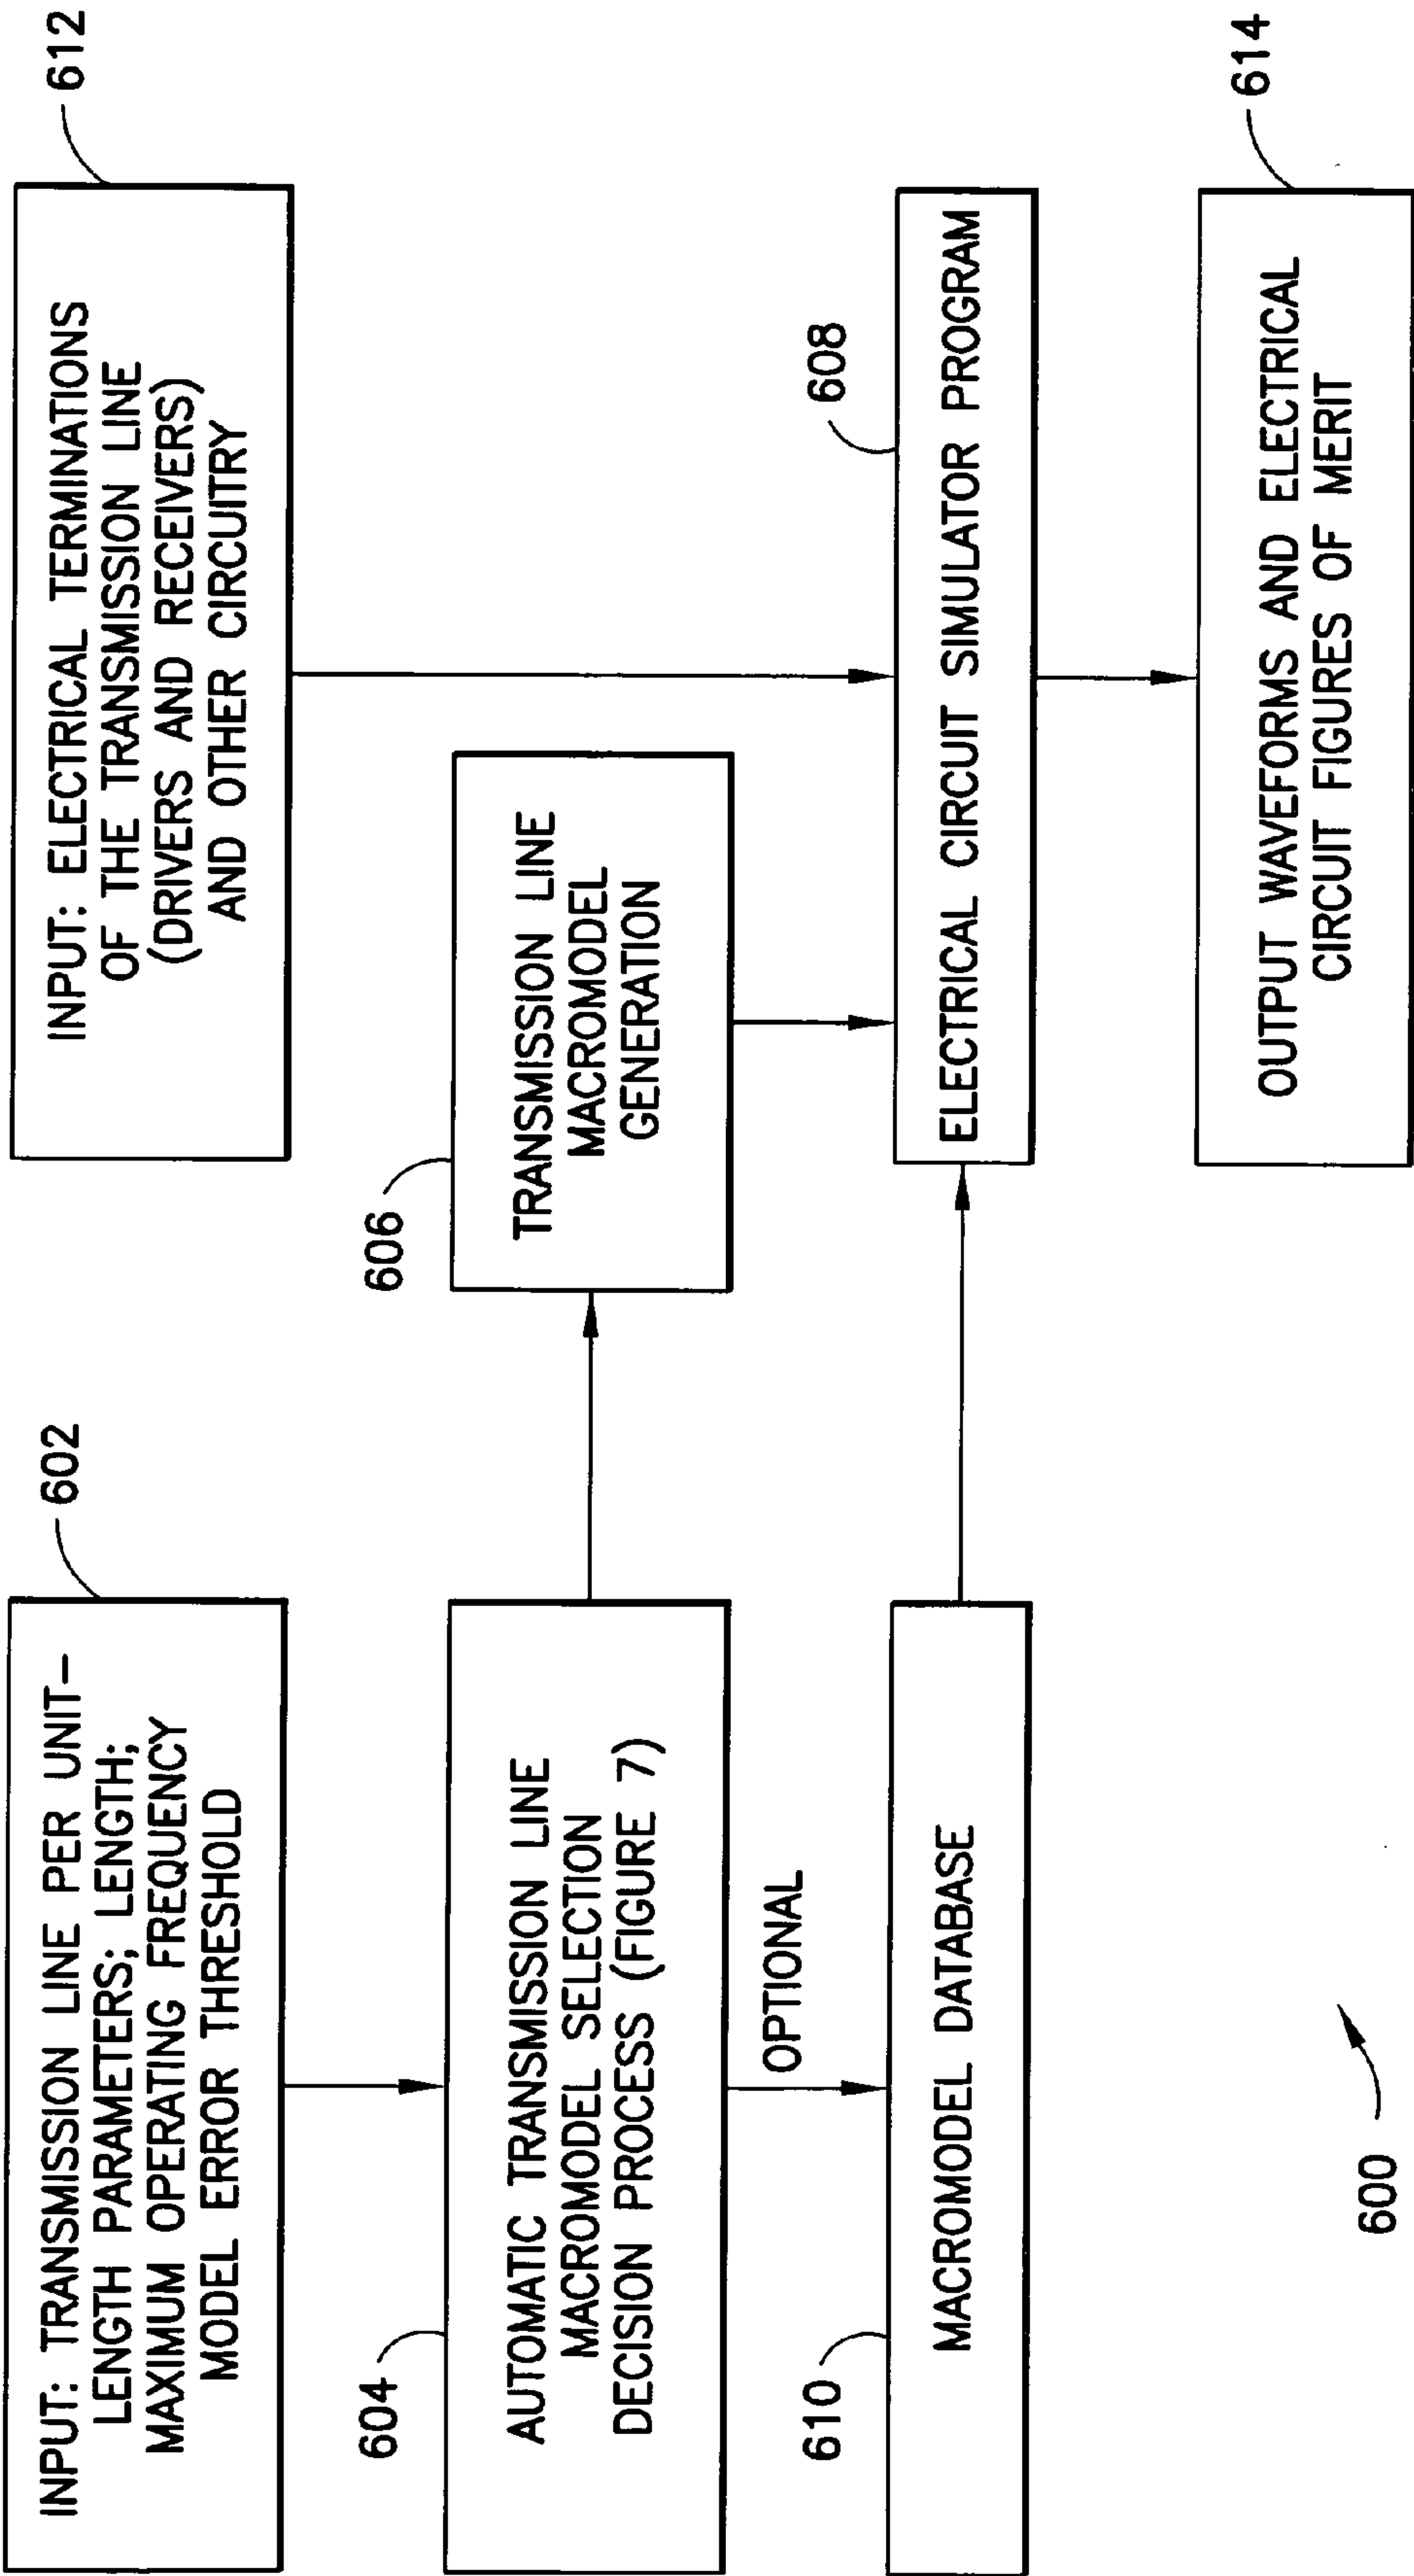 INPUT: TRANSMISSION LINE PER UNIT-
LENGTH PARAMETERS; LENGTH;
MAXIMUM OPERATING FREQUENCY
MODEL ERROR THRESHOLD
602
INPUT: ELECTRICAL TERMINATIONS
OF THE TRANSMISSION LINE
(DRIVERS AND RECEIVERS)
AND OTHER CIRCUITRY
612
604
AUTOMATIC TRANSMISSION LINE
MACROMODEL SELECTION
DECISION PROCESS (FIGURE 7)
606
TRANSMISSION LINE
MACROMODEL
GENERATION
OPTIONAL
610
MACROMODEL DATABASE
608
ELECTRICAL CIRCUIT SIMULATOR PROGRAM
OUTPUT WAVEFORMS AND ELECTRICAL
CIRCUIT FIGURES OF MERIT
614
600